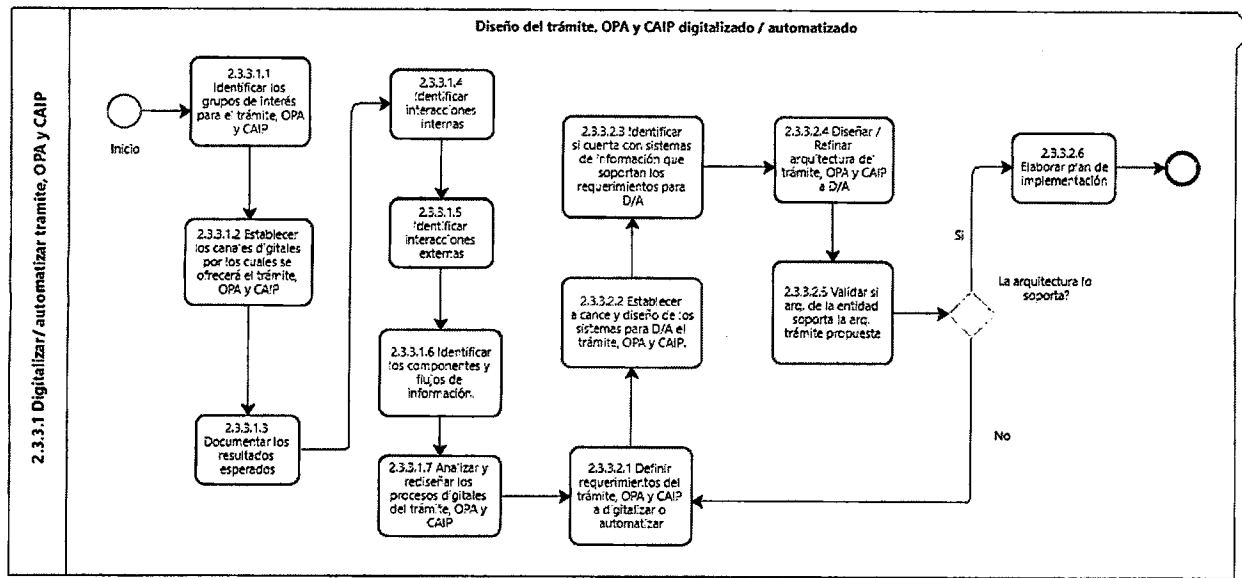 Diseño del trámite, OPA y CAIP digitalizado / automatizado
2.3.3.1 Digitalizar/ automatizar tramite, OPA y CAIP
Inicio
2.3.3.1.1
Identificar los
grupos de interés
para el trámite, OPA
y CAIP
2.3.3.1.2 Establecer
los canales digitales
por los cuales se
ofrecerá el trámite,
OPA y CAIP
2.3.3.1.3
Documentar los
resultados
esperados
2.3.3.1.4
Identificar
interacciones
internas
2.3.3.1.5
Identificar
interacciones
externas
2.3.3.1.6 Identificar
los componentes y
flujos de
información.
2.3.3.1.7 Analizar y
rediseñar los
procesos digitales
del trámite, OPA y
CAIP
2.3.3.2.1 Definir
requerimientos del
trámite, OPA y CAIP
a digitalizar o
automatizar
2.3.3.2.2 Establecer
alcance y diseño de los
sistemas para D/A el
trámite, OPA y CAIP.
2.3.3.2.3 Identificar
si cuenta con sistemas
de información que
soportan los
requerimientos para
D/A
2.3.3.2.4 Diseñar /
Refinar
arquitectura de
trámite, OPA y CAIP
a D/A
2.3.3.2.5 Validar si
arq. de la entidad
soporta la arq.
trámite propuesta
La arquitectura lo
soporta?
Si
No
2.3.3.2.6
Elaborar plan de
implementación